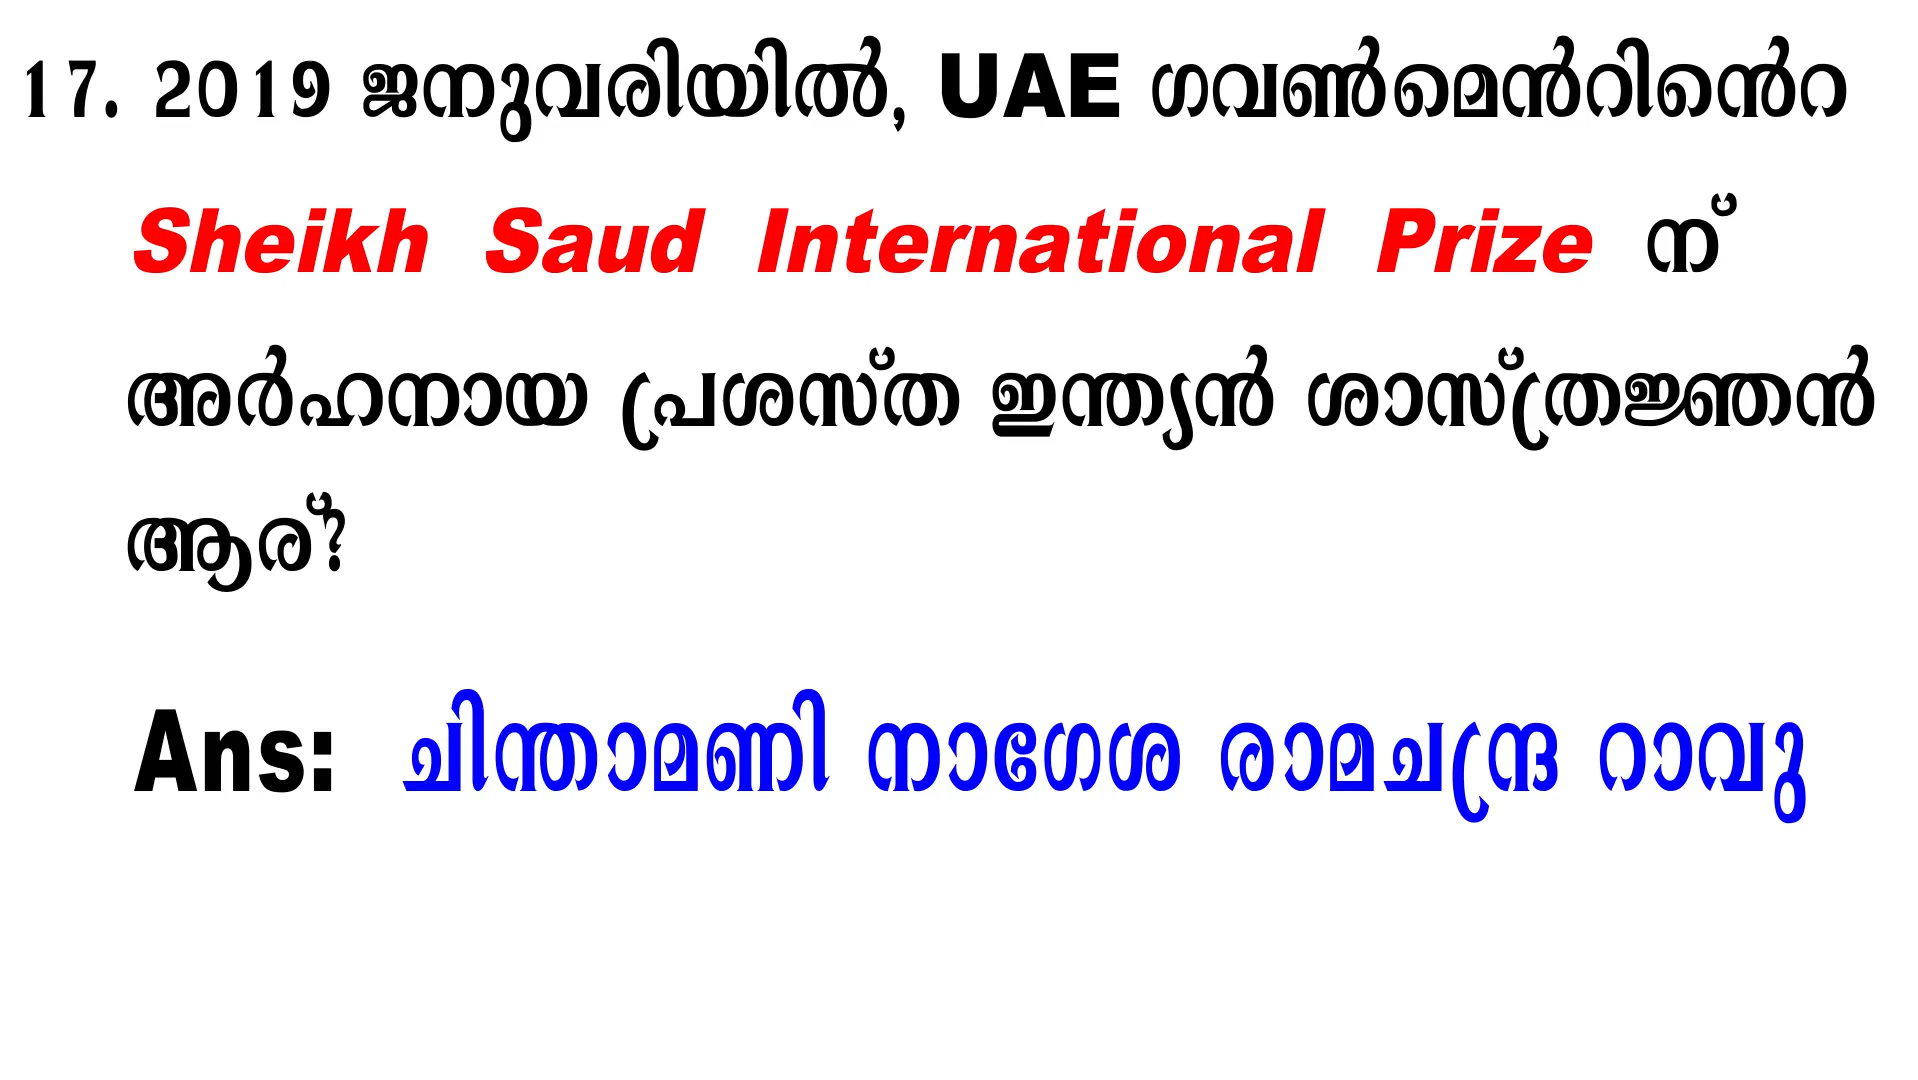 17. 2019 ജനുവരിയിൽ, UAE ഗവൺമെൻറിൻെറ
Sheikh Saud International Prize ന്
അർഹനായ പ്രശസ്ത ഇന്ത്യൻ ശാസ്ത്രജ്ഞൻ
ആര്?
Ans: ചിന്താമണി നാഗേശ രാമചന്ദ്ര റാവു